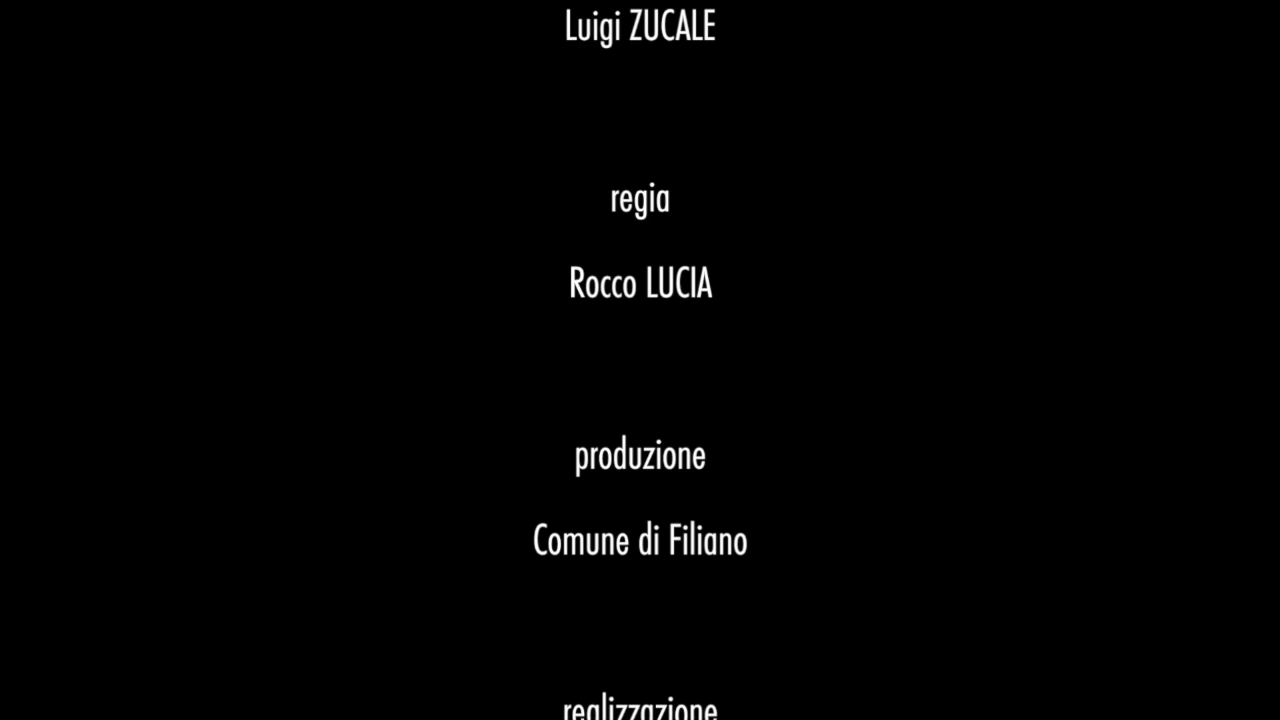 Luigi ZUCALE
regia
Rocco LUCIA
produzione
Comune di Filiano
realizzazione